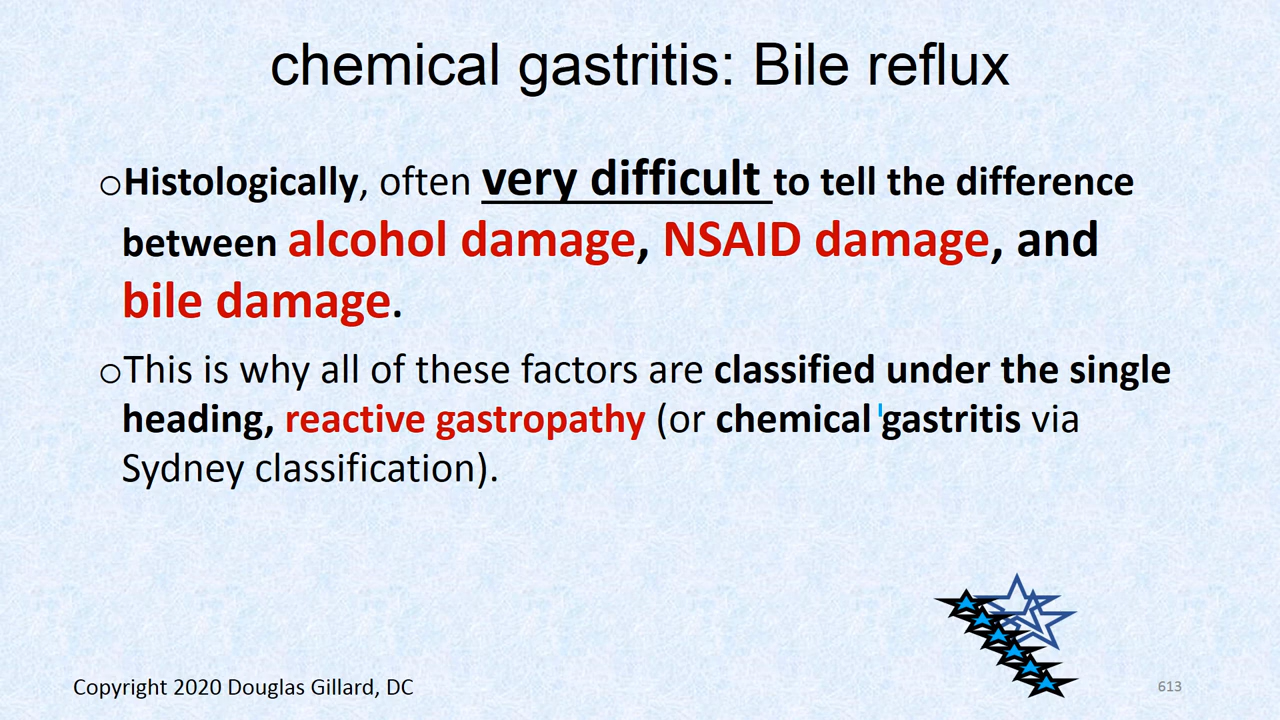 chemical gastritis: Bile reflux
oHistologically, often very difficult to tell the difference
between alcohol damage, NSAID damage, and
bile damage.
oThis is why all of these factors are classified under the single
heading, reactive gastropathy (or chemical gastritis via
Sydney classification).
Copyright 2020 Douglas Gillard, DC
613